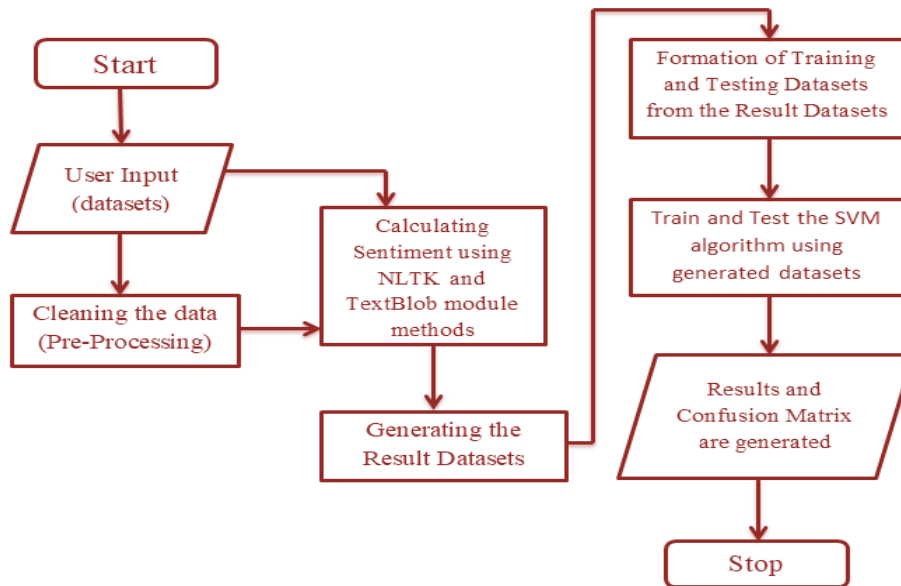 Start
User Input
(datasets)
Cleaning the data
(Pre-Processing)
Calculating
Sentiment using
NLTK and
TextBlob module
methods
Generating the
Result Datasets
Formation of Training
and Testing Datasets
from the Result Datasets
Train and Test the SVM
algorithm using
generated datasets
Results and
Confusion Matrix
are generated
Stop